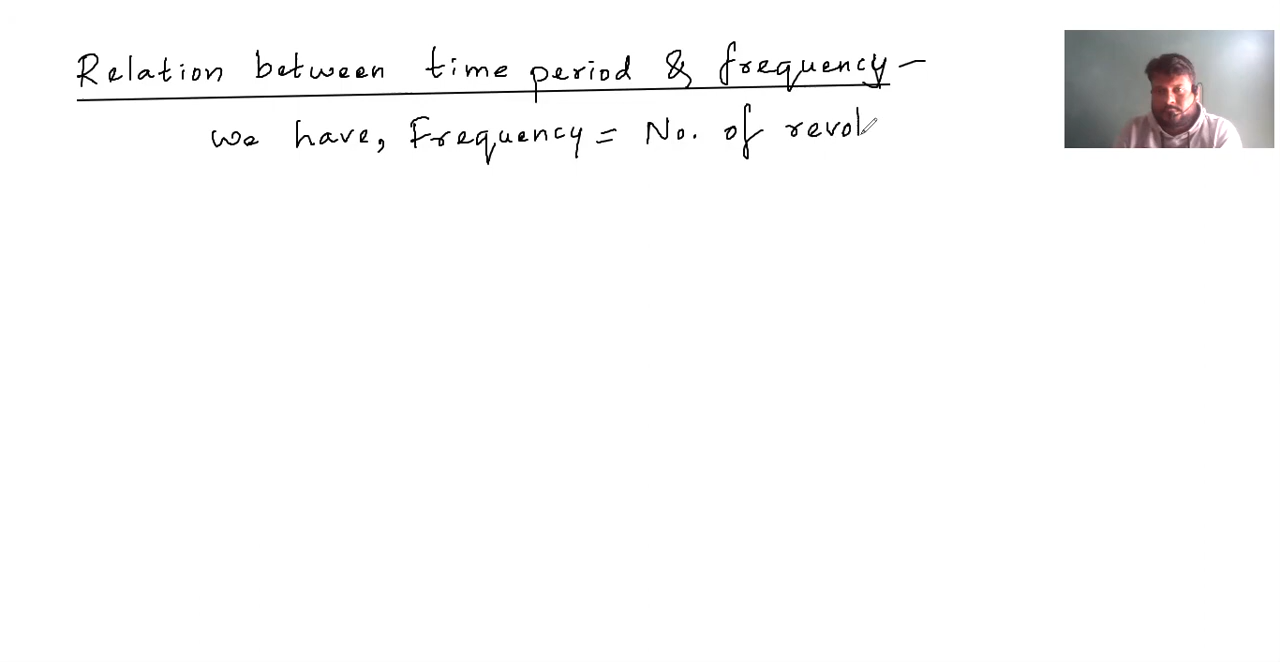 Relation between time period & frequency –
we have, Frequency = No. of revol